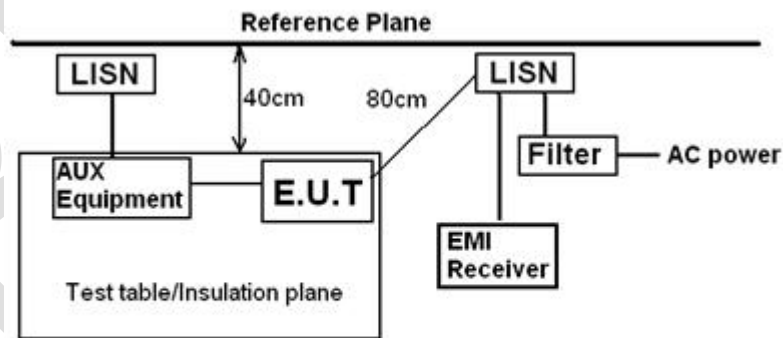 Reference Plane
LISN
40cm
80cm
LISN
Filter
AC power
AUX
Equipment
E.U.T
EMI
Receiver
Test table/Insulation plane